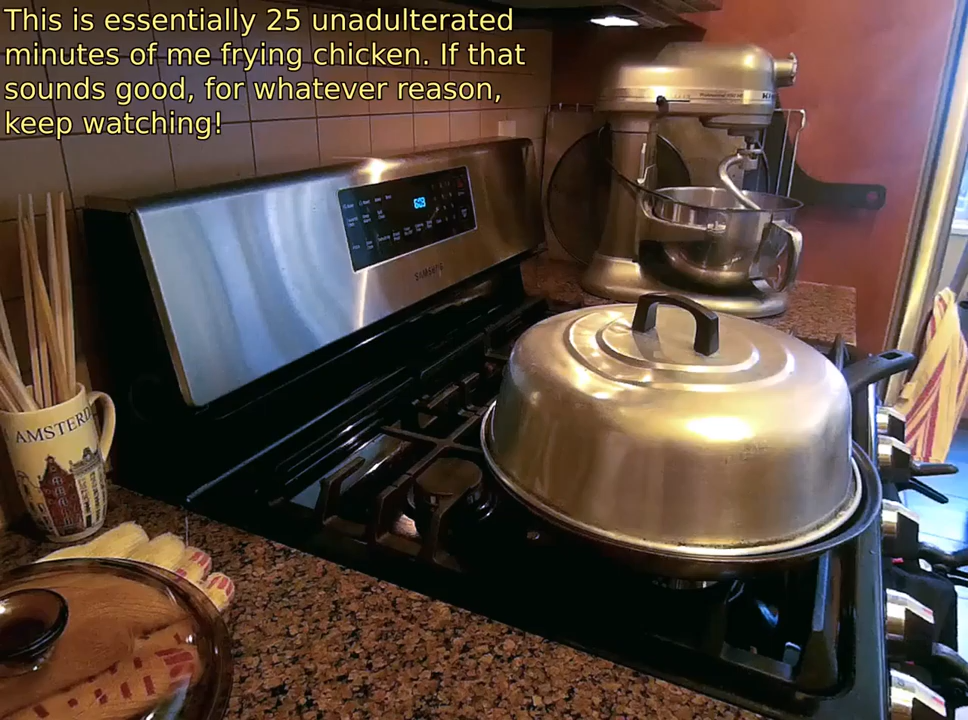 This is essentially 25 unadulterated
minutes of me frying chicken. If that
sounds good, for whatever reason,
keep watching!
SAMSUNG
AMSTERD